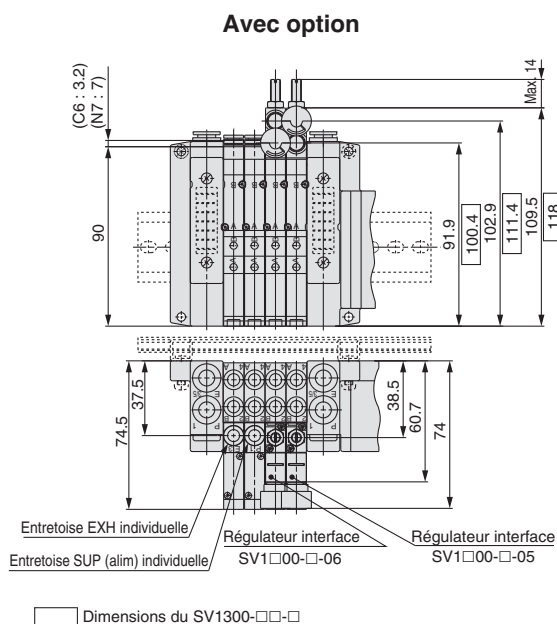 Avec option
(C6 : 3.2)
(N7 : 7)
Max. 14
90
91.9
100.4
102.9
111.4
109.5
118
74.5
37.5
38.5
60.7
74
Entretoise EXH individuelle
Entretoise SUP (alim) individuelle
Régulateur interface
SV1□00-□-06
Régulateur interface
SV1□00-□-05
Dimensions du SV1300-□□-□